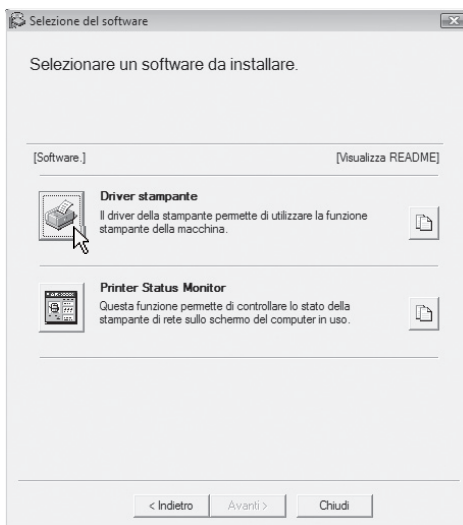 Selezione del software
Selezionare un software da installare.
[Software.] [Visualizza README]
Driver stampante
Il driver della stampante permette di utilizzare la funzione
stampante della macchina.
Printer Status Monitor
Questa funzione permette di controllare lo stato della
stampante di rete sullo schermo del computer in uso.
< Indietro Avanti > Chiudi